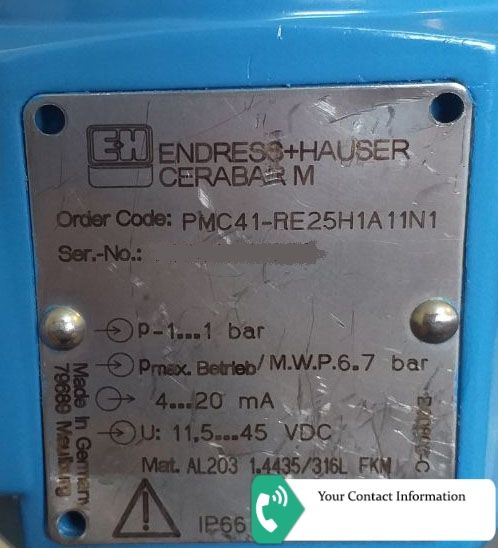 E+H ENDRESS+HAUSER
CERABAR M
Order Code: PMC41-RE25H1A11N1
Ser.-No.:
p-1...1 bar
pmax. Betrieb/M.W.P.6.7 bar
4...20 mA
U: 11.5...45 VDC
Mat. AL203 1.4435/316L FKM
IP66
Made in Germany
79689 Maulburg
Your Contact Information